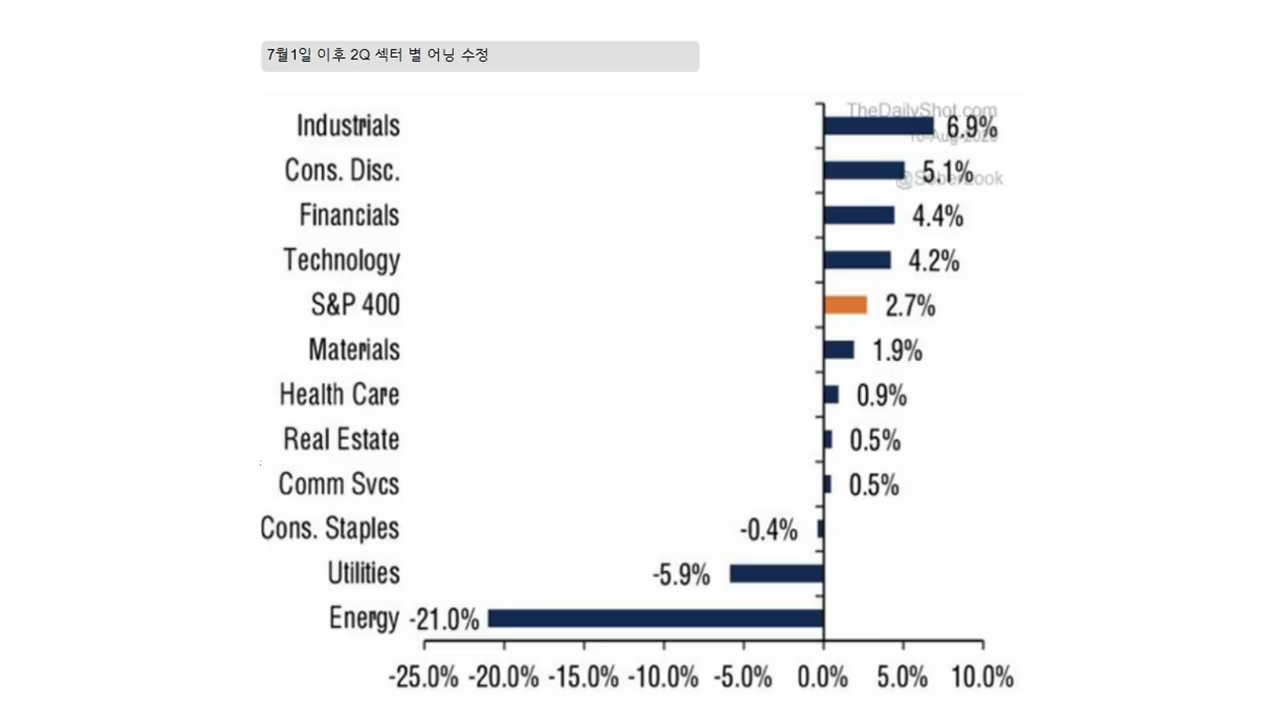 7월1일 이후 2Q 섹터 별 어닝 수정
TheDailyShot.com
Industrials 6.9%
Cons. Disc. 5.1%
@SoberLook
Financials 4.4%
Technology 4.2%
S&P 400 2.7%
Materials 1.9%
Health Care 0.9%
Real Estate 0.5%
Comm Svcs 0.5%
Cons. Staples -0.4%
Utilities -5.9%
Energy -21.0%
-25.0% -20.0% -15.0% -10.0% -5.0% 0.0% 5.0% 10.0%